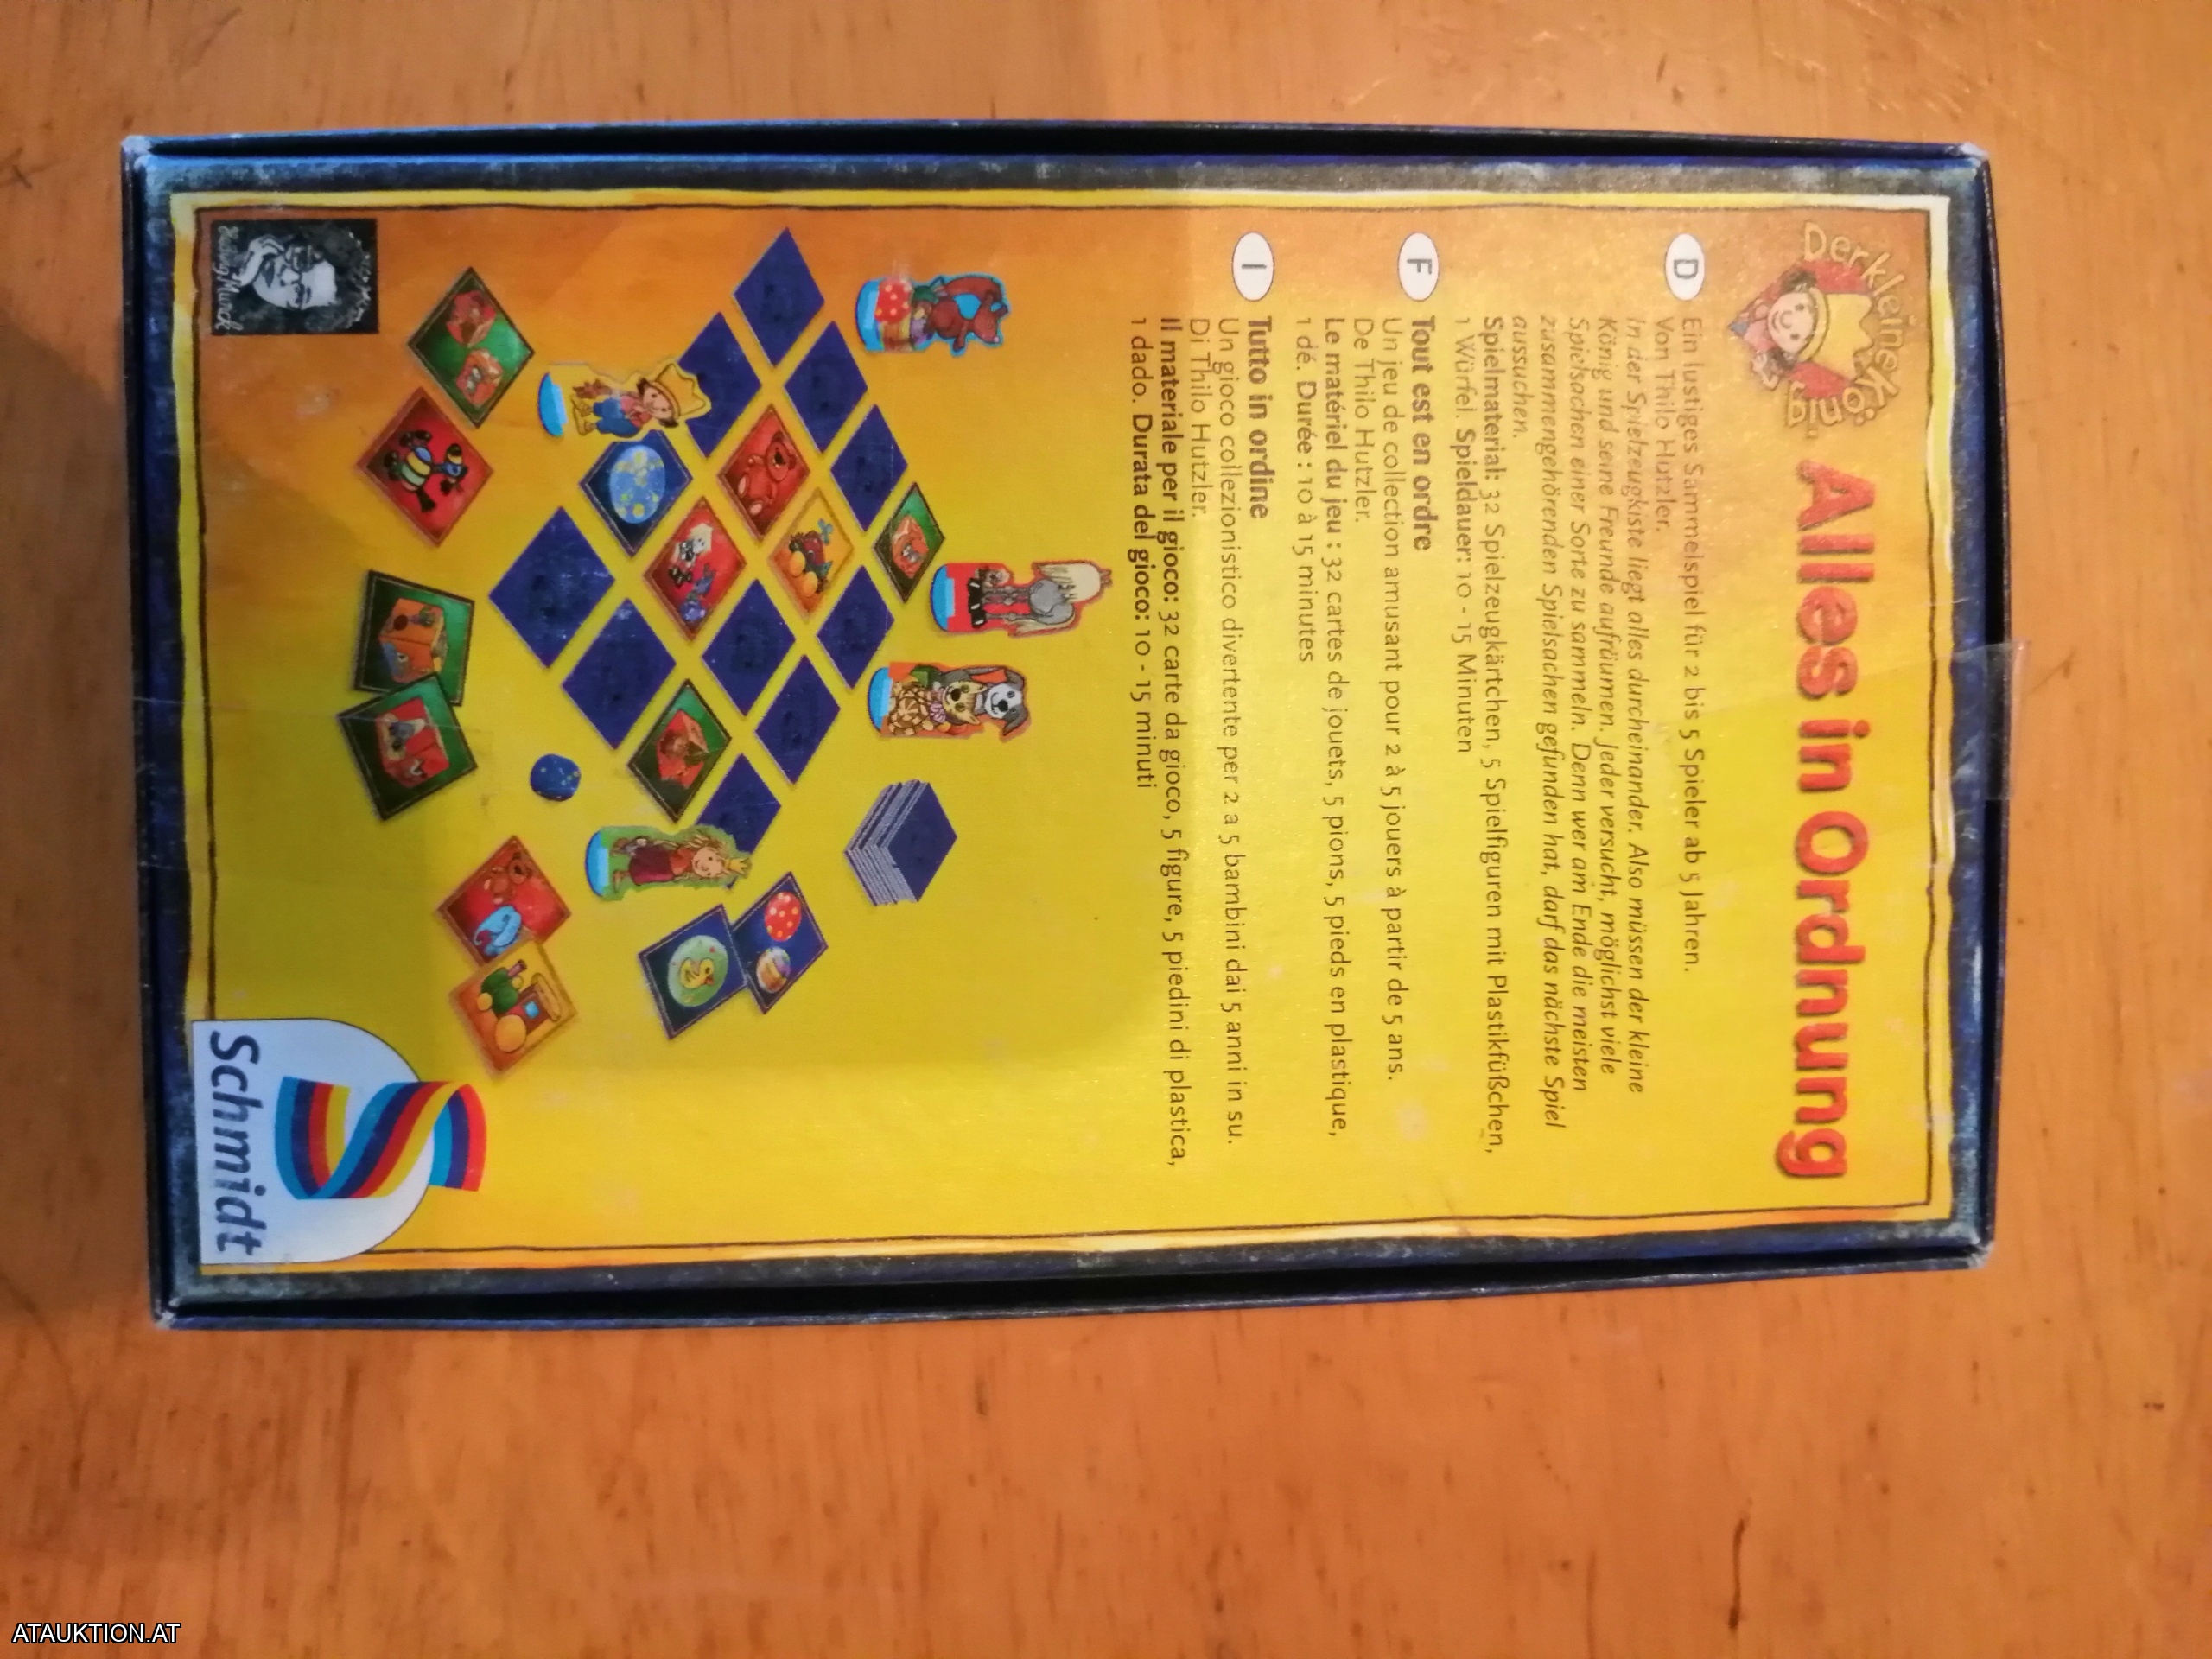 Der kleine König
Alles in Ordnung
D
Ein lustiges Sammelspiel für 2 bis 5 Spieler ab 5 Jahren.
Von Thilo Hutzler.
In der Spielzeugkiste liegt alles durcheinander. Also müssen der kleine
König und seine Freunde aufräumen. Jeder versucht, möglichst viele
Spielsachen einer Sorte zu sammeln. Denn wer am Ende die meisten
zusammengehörenden Spielsachen gefunden hat, darf das nächste Spiel
aussuchen.
Spielmaterial: 32 Spielzeugkärtchen, 5 Spielfiguren mit Plastikfüßchen,
1 Würfel. Spieldauer: 10 - 15 Minuten
F
Tout est en ordre
Un jeu de collection amusant pour 2 à 5 jouers à partir de 5 ans.
De Thilo Hutzler.
Le matériel du jeu : 32 cartes de jouets, 5 pions, 5 pieds en plastique,
1 dé. Durée : 10 à 15 minutes
I
Tutto in ordine
Un gioco collezionistico divertente per 2 a 5 bambini dai 5 anni in su.
Di Thilo Hutzler.
Il materiale per il gioco: 32 carte da gioco, 5 figure, 5 piedini di plastica,
1 dado. Durata del gioco: 10 - 15 minuti
Hedwig Munck
Schmidt
ATAUKTION.AT